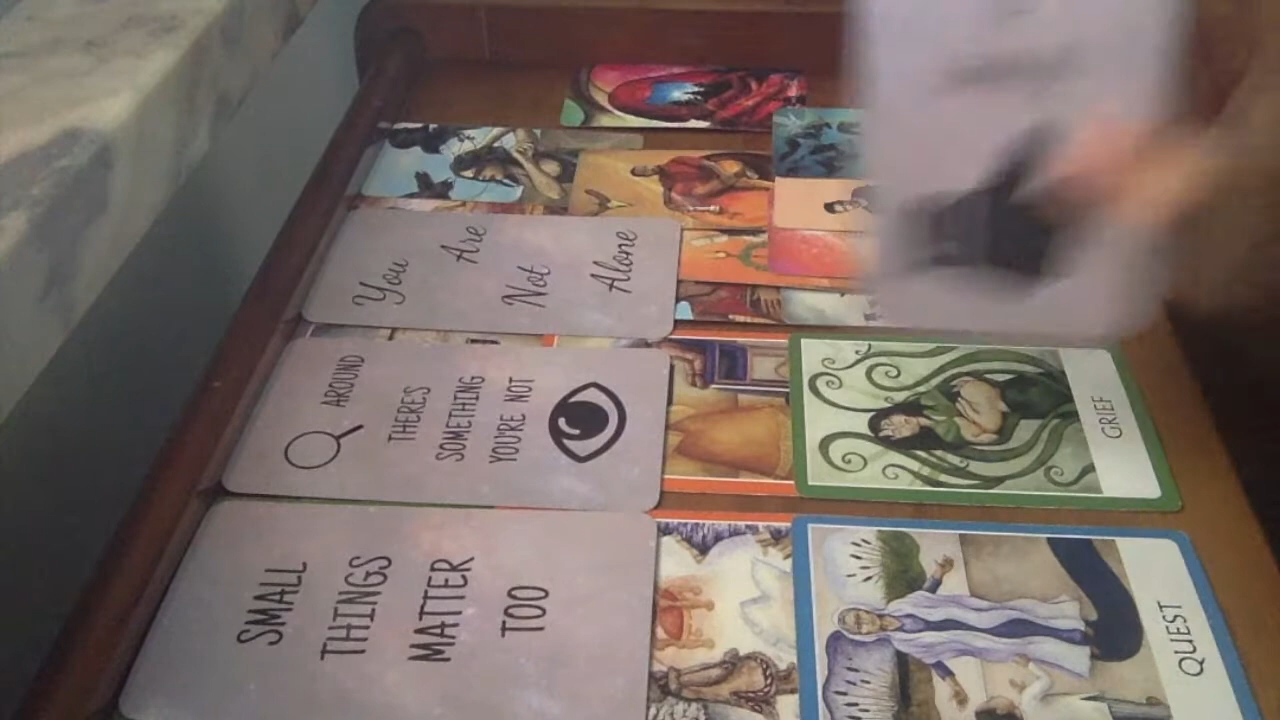 You
Are
Not
Alone
AROUND
THERES
SOMETHING
YOU'RE NOT
SMALL
THINGS
MATTER
TOO
GRIEF
QUEST